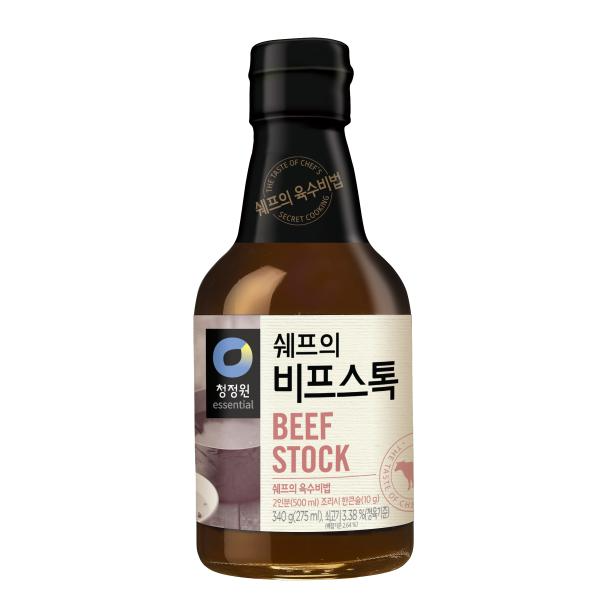 THE TASTE OF CHEF'S
쉐프의 육수비법
SECRET COOKING
청정원
essential
쉐프의
비프스톡
BEEF
STOCK
쉐프의 육수비법
2인분(500 ml) 조리시 한큰술(10 g)
340 g(275 ml), 쇠고기 3.38 %(정육기준)
THE TASTE OF CHE